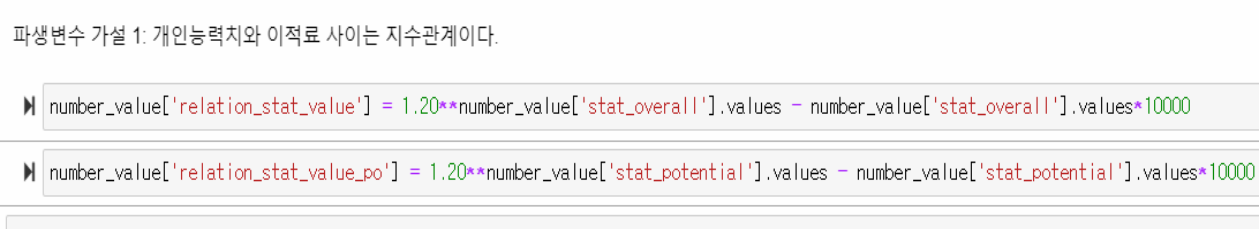 파생변수 가설 1: 개인능력치와 이적료 사이는 지수관계이다.
number_value['relation_stat_value'] = 1.20**number_value['stat_overall'].values - number_value['stat_overall'].values*10000
number_value['relation_stat_value_po'] = 1.20**number_value['stat_potential'].values - number_value['stat_potential'].values*10000